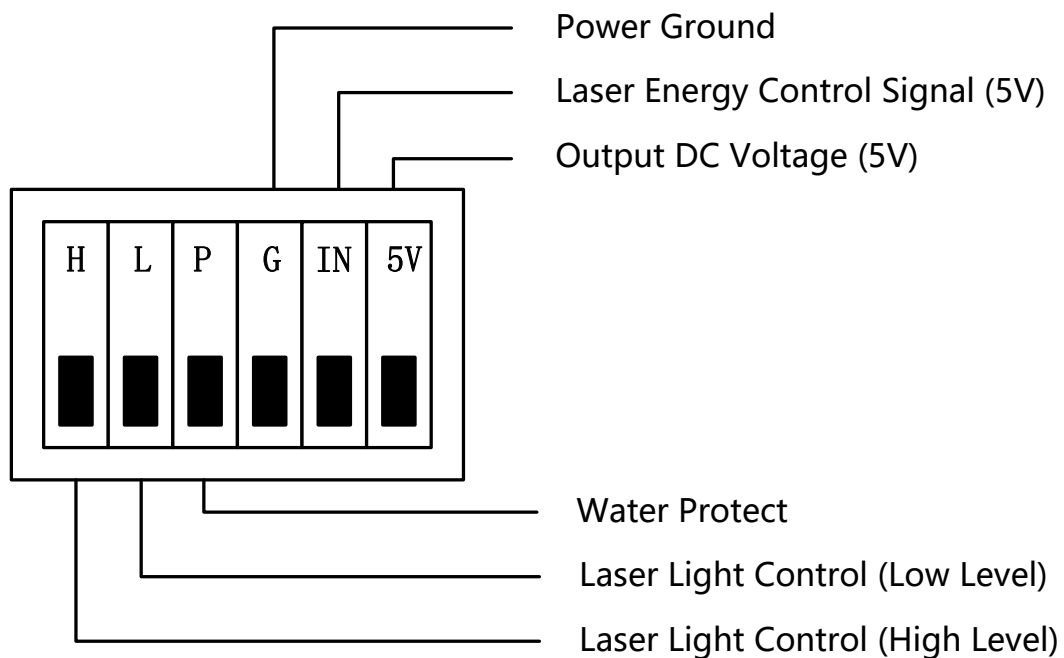 Power Ground
Laser Energy Control Signal (5V)
Output DC Voltage (5V)
H L P G IN 5V
Water Protect
Laser Light Control (Low Level)
Laser Light Control (High Level)